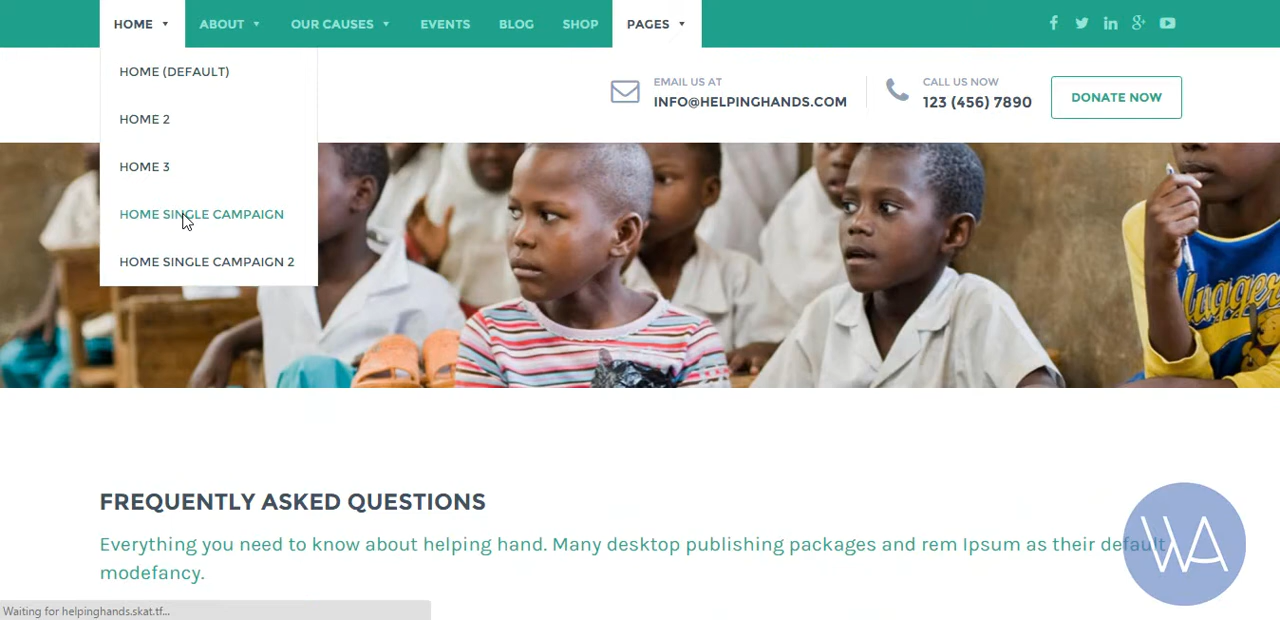 HOME ABOUT OUR CAUSES EVENTS BLOG SHOP PAGES
HOME (DEFAULT)
HOME 2
HOME 3
HOME SINGLE CAMPAIGN
HOME SINGLE CAMPAIGN 2
EMAIL US AT
INFO@HELPINGHANDS.COM
CALL US NOW
123 (456) 7890
DONATE NOW
FREQUENTLY ASKED QUESTIONS
Everything you need to know about helping hand. Many desktop publishing packages and rem Ipsum as their default
modefancy.
WA
Waiting for helpinghands.skat.tf...